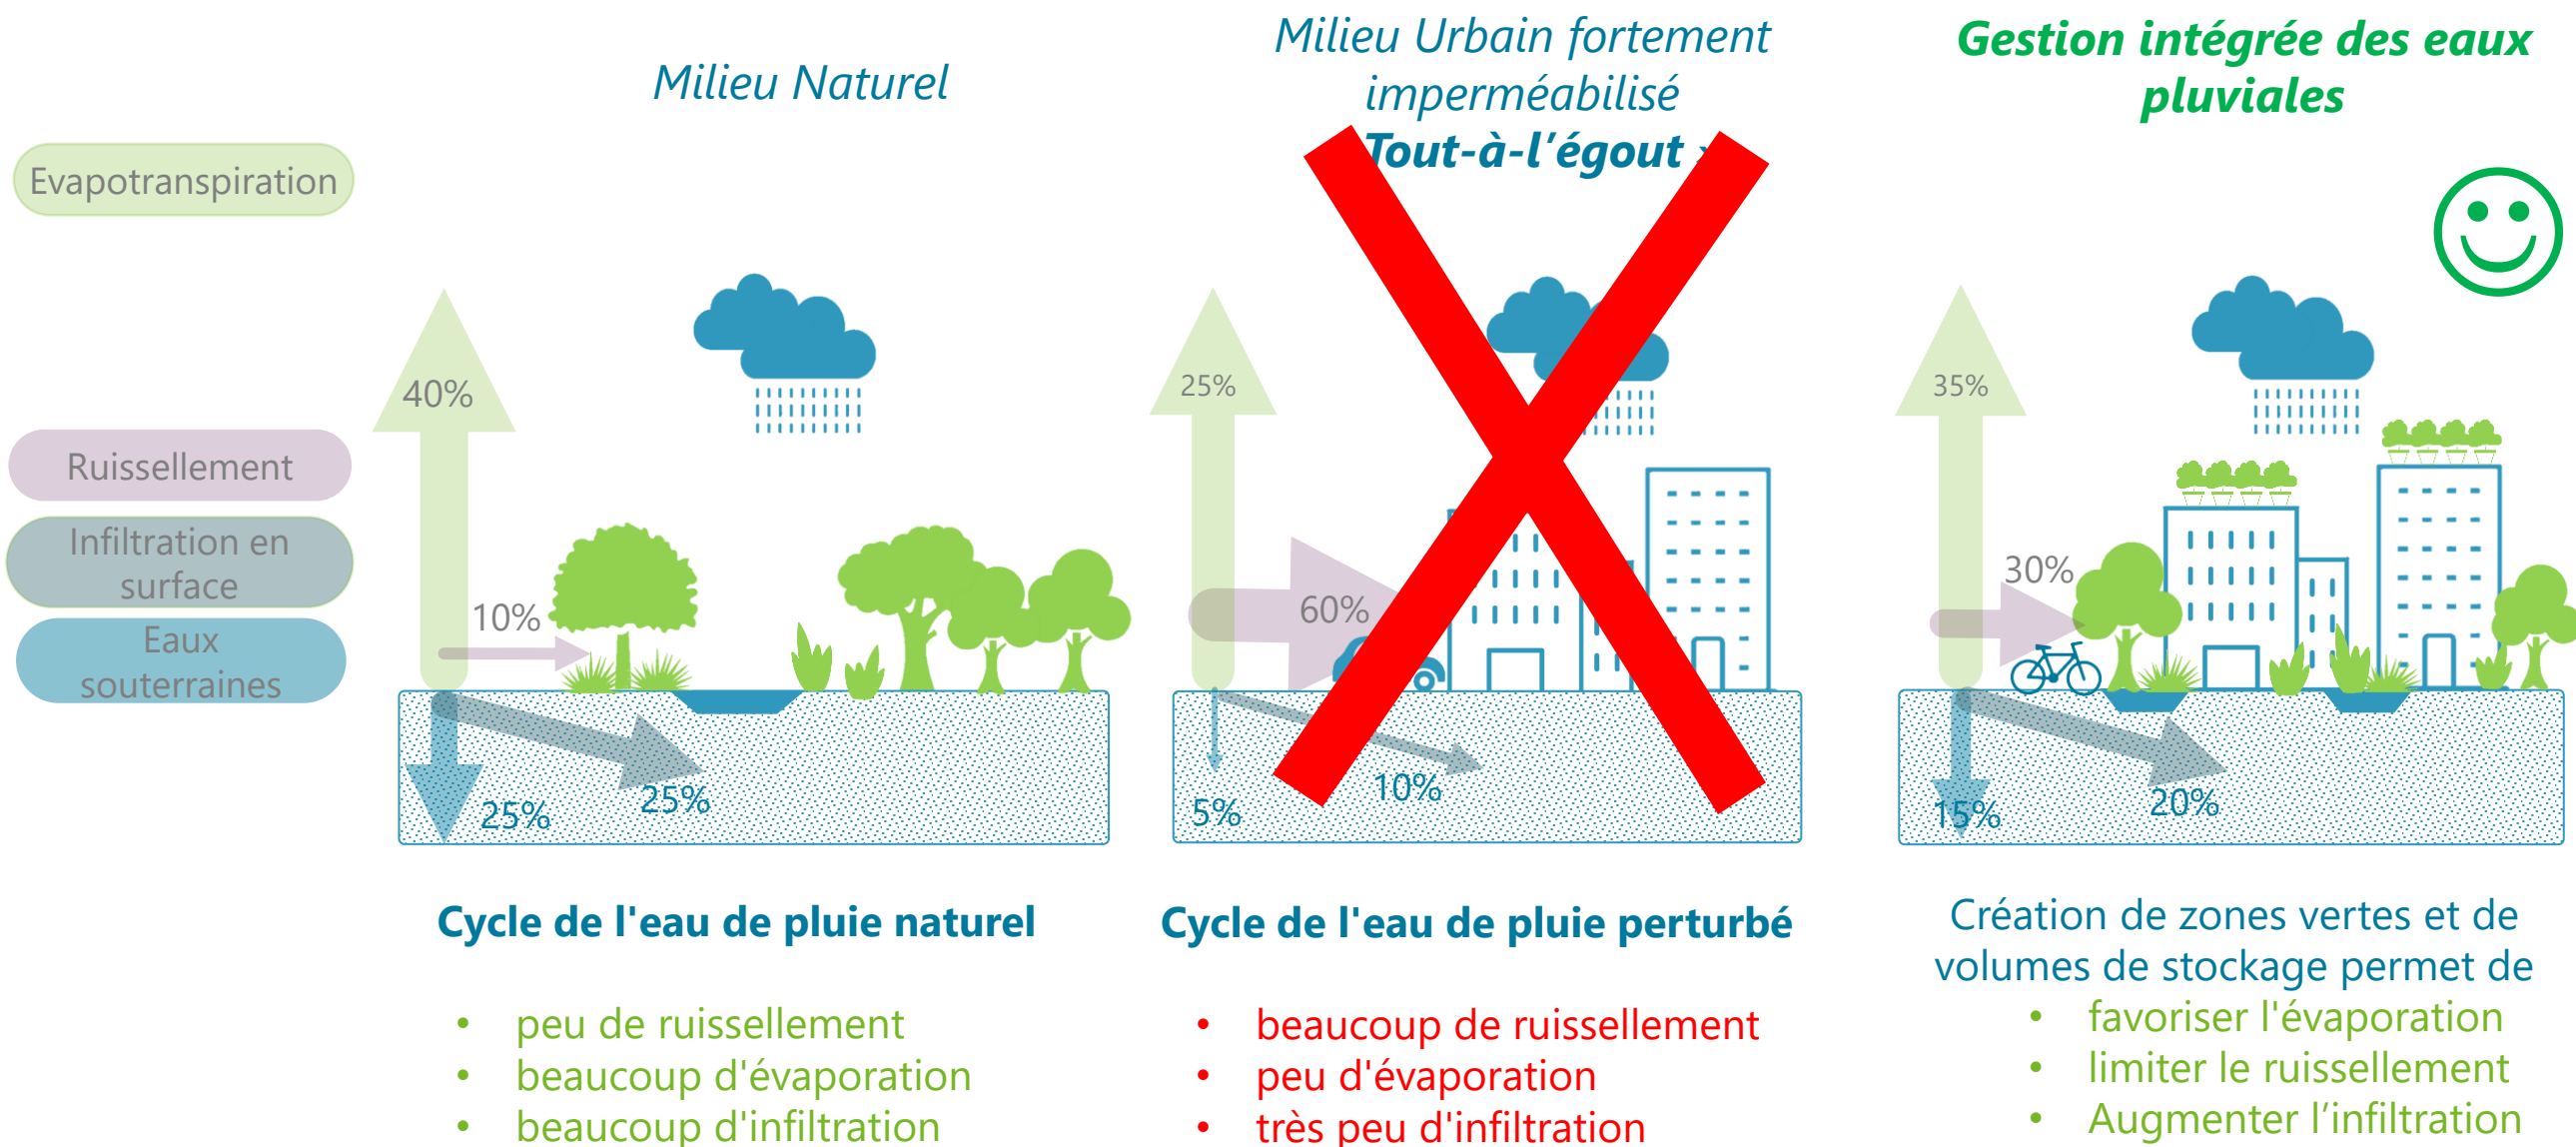 Milieu Naturel
Milieu Urbain fortement
imperméabilisé
Tout-à-l'égout »
Gestion intégrée des eaux
pluviales
Evapotranspiration
Ruissellement
Infiltration en
surface
Eaux
souterraines
40%
10%
25%
25%
25%
60%
5%
10%
35%
30%
15%
20%
Cycle de l'eau de pluie naturel
• peu de ruissellement
• beaucoup d'évaporation
• beaucoup d'infiltration
Cycle de l'eau de pluie perturbé
• beaucoup de ruissellement
• peu d'évaporation
• très peu d'infiltration
Création de zones vertes et de
volumes de stockage permet de
• favoriser l'évaporation
• limiter le ruissellement
• Augmenter l’infiltration